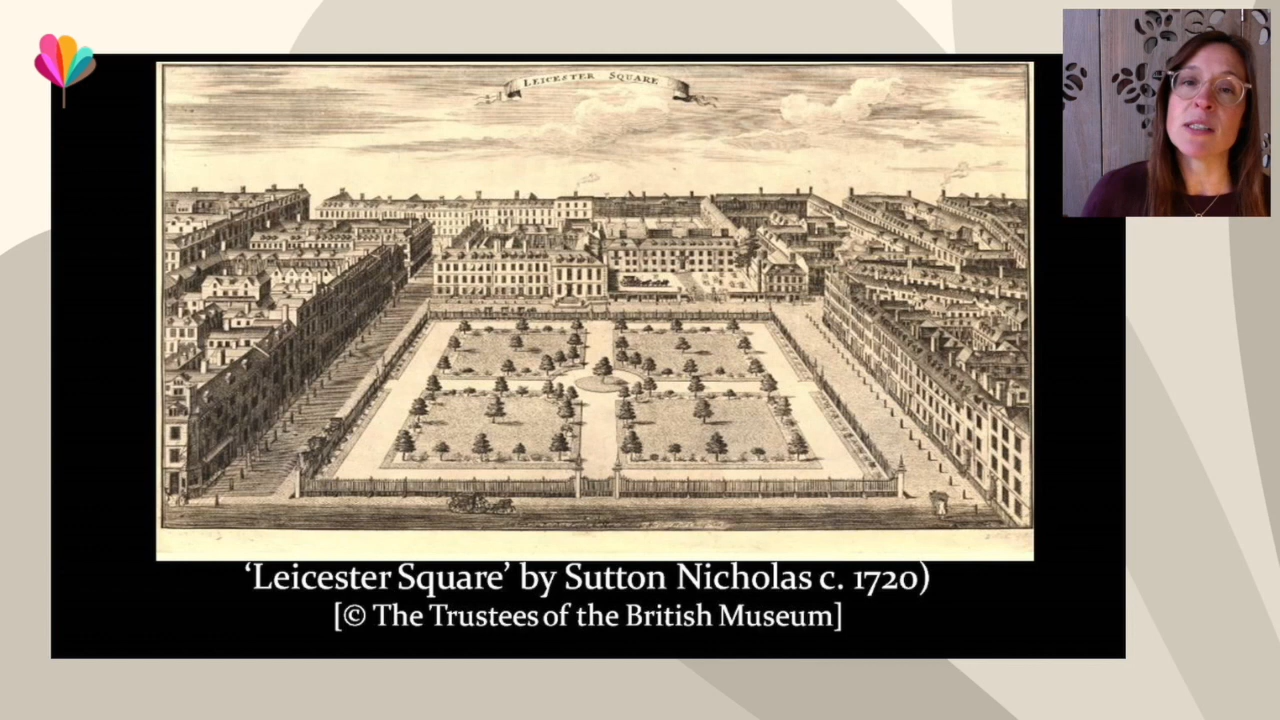 LEICESTER SQUARE
‘Leicester Square’ by Sutton Nicholas c. 1720)
[© The Trustees of the British Museum]